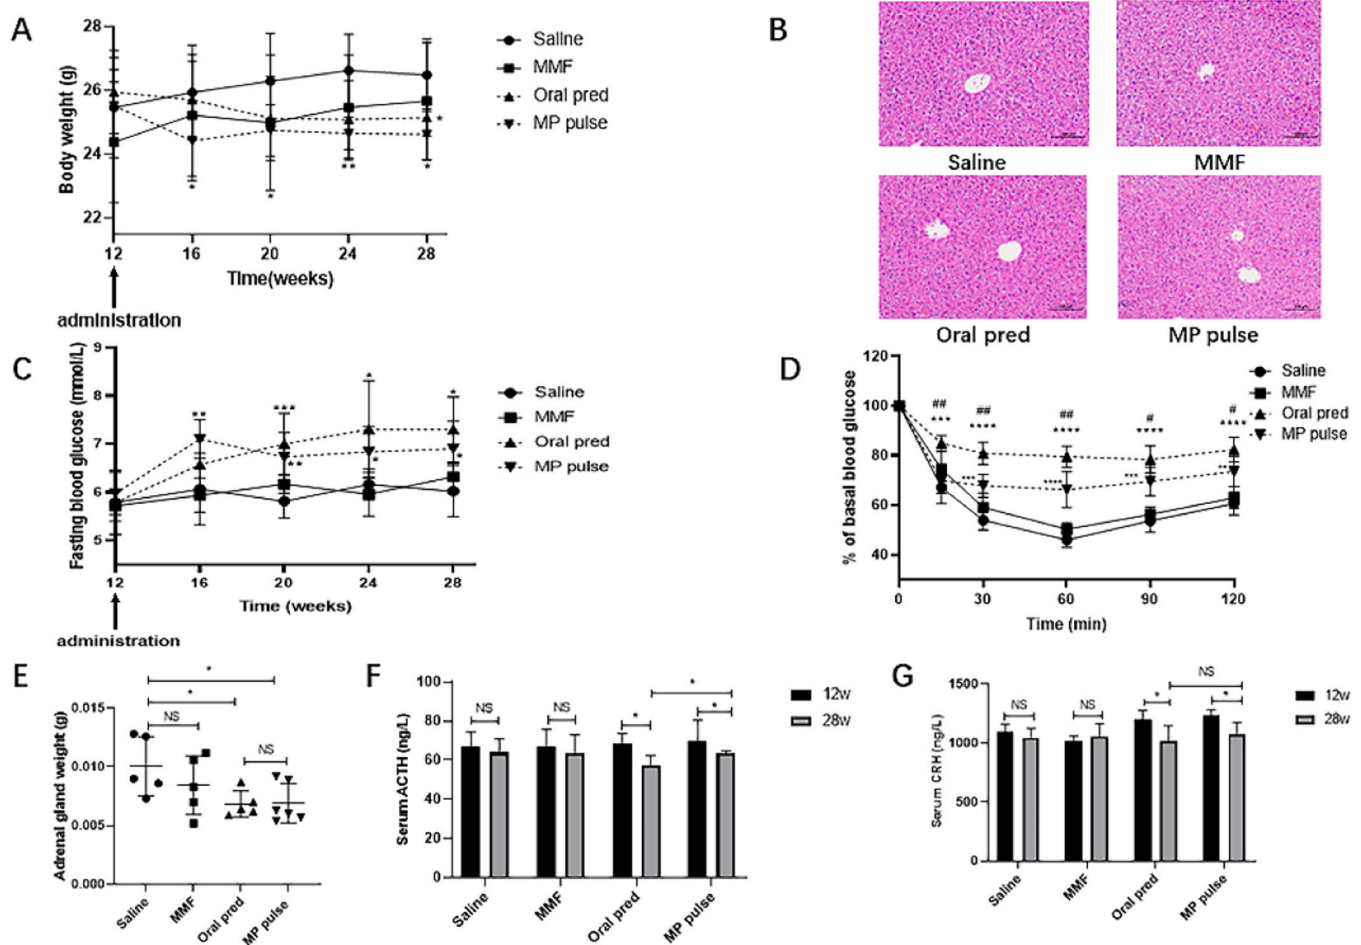 A
28
26
24
22
Body weight (g)
12 16 20 24 28
Time(weeks)
administration
Saline
MMF
Oral pred
MP pulse
*
*
**
*
*
B
Saline
MMF
Oral pred
MP pulse
C
9
8
7
6
5
Fasting blood glucose (mmol/L)
12 16 20 24 28
Time (weeks)
administration
Saline
MMF
Oral pred
MP pulse
**
***
*
*
**
*
*
D
120
100
80
60
40
% of basal blood glucose
0 30 60 90 120
Time (min)
Saline
MMF
Oral pred
MP pulse
## ## ## # #
*** **** **** **** ****
*** **** *** **
E
0.015
0.010
0.005
0.000
Adrenal gland weight (g)
*
*
NS
NS
Saline
MMF
Oral pred
MP pulse
F
100
80
60
40
20
0
Serum ACTH (ng/L)
NS
NS
*
*
*
12w
28w
Saline
MMF
Oral pred
MP pulse
G
1500
1000
500
0
Serum CRH (ng/L)
NS
NS
*
NS
*
12w
28w
Saline
MMF
Oral pred
MP pulse